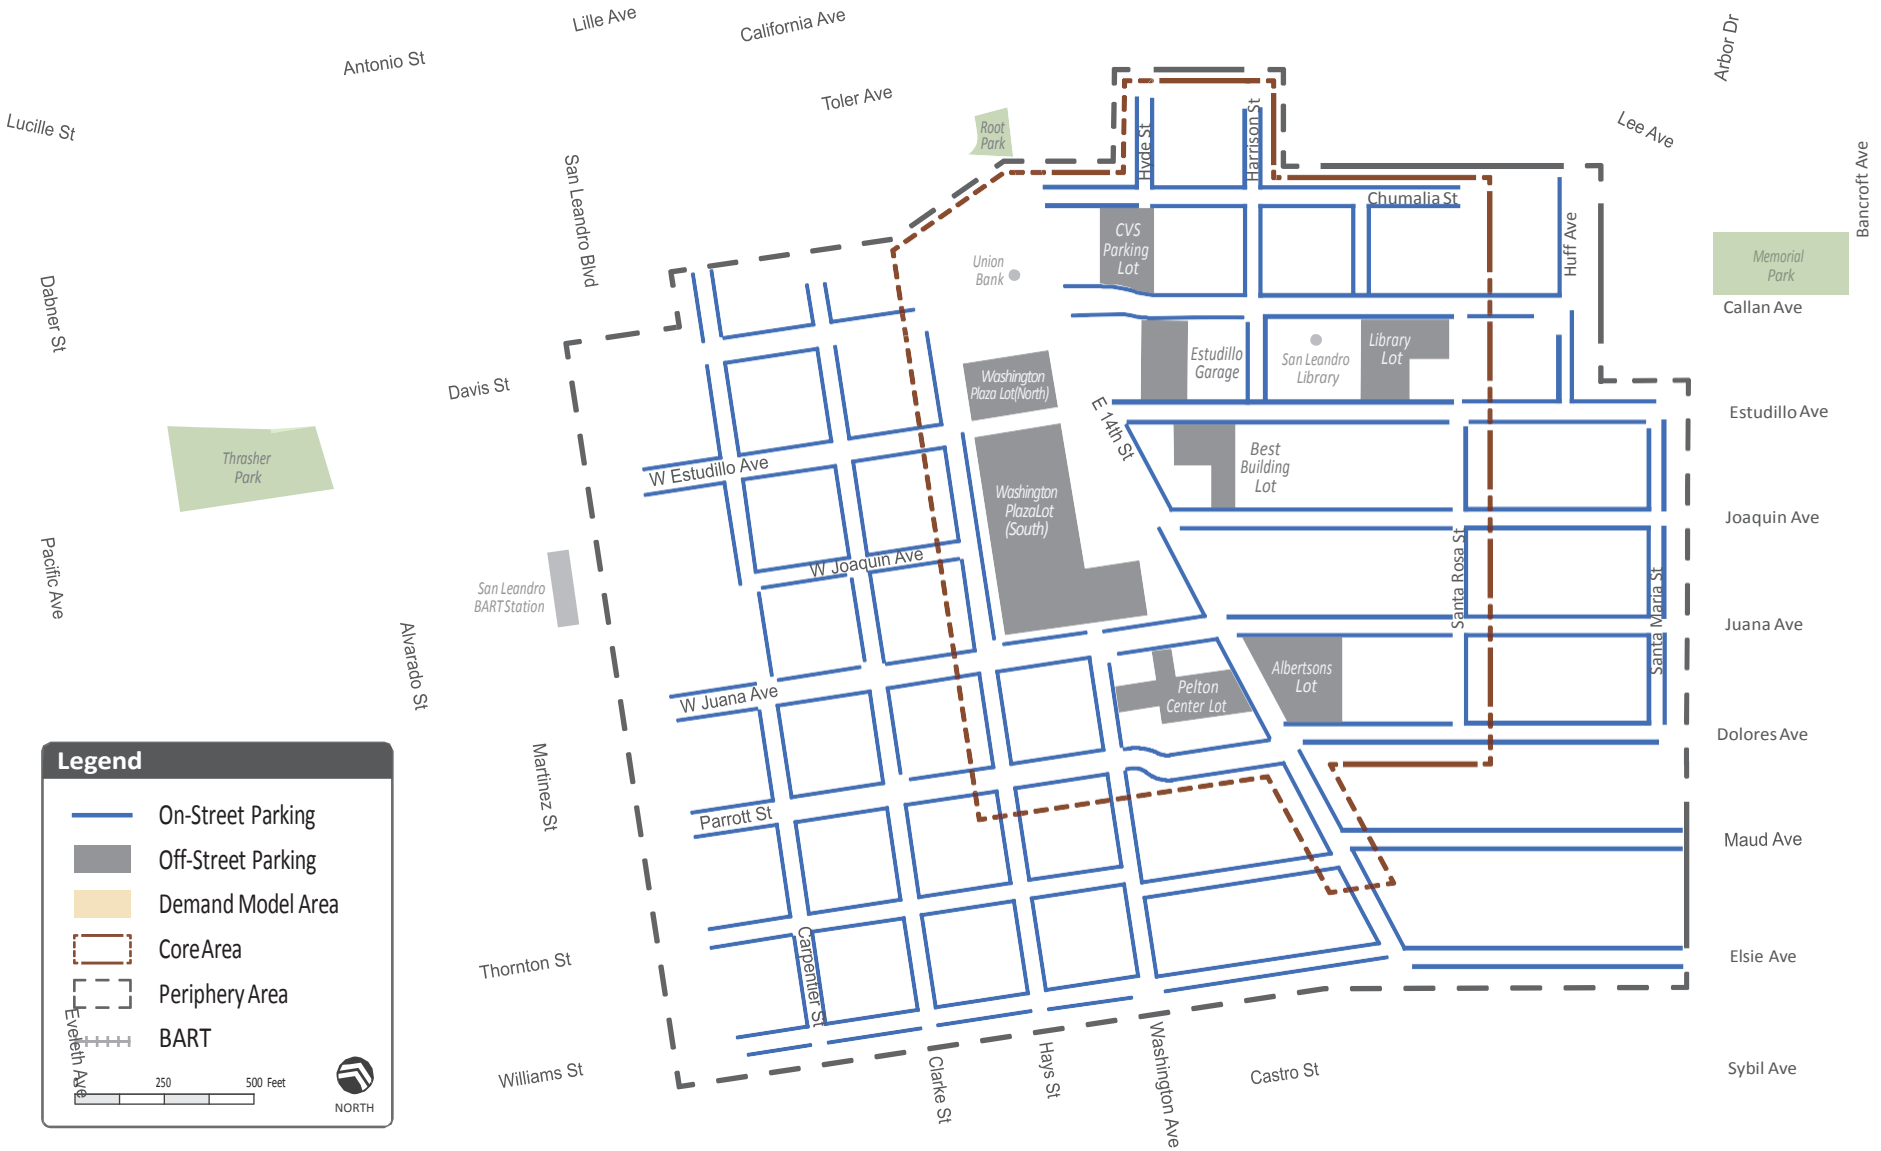 Lille Ave
California Ave
Arbor Dr
Antonio St
Toler Ave
Lucille St
Root
Park
Hyde St
Harrison St
Lee Ave
Bancroft Ave
San Leandro Blvd
Chumalia St
Huff Ave
CVS
Parking
Lot
Union
Bank
Memorial
Park
Dabner St
Callan Ave
Estudillo
Garage
San Leandro
Library
Library
Lot
Davis St
Washington
Plaza Lot(North)
E 14th St
Estudillo Ave
Thrasher
Park
W Estudillo Ave
Best
Building
Lot
Washington
PlazaLot
(South)
Joaquin Ave
Pacific Ave
W Joaquin Ave
San Leandro
BART Station
Santa Rosa St
Santa Maria St
Juana Ave
Alvarado St
W Juana Ave
Pelton
Center Lot
Albertsons
Lot
Dolores Ave
Martinez St
Parrott St
Maud Ave
Legend
On-Street Parking
Off-Street Parking
Demand Model Area
Core Area
Periphery Area
BART
Eveleth Ave
0
250
500 Feet
NORTH
Thornton St
Carpentier St
Elsie Ave
Williams St
Clarke St
Hays St
Washington Ave
Castro St
Sybil Ave